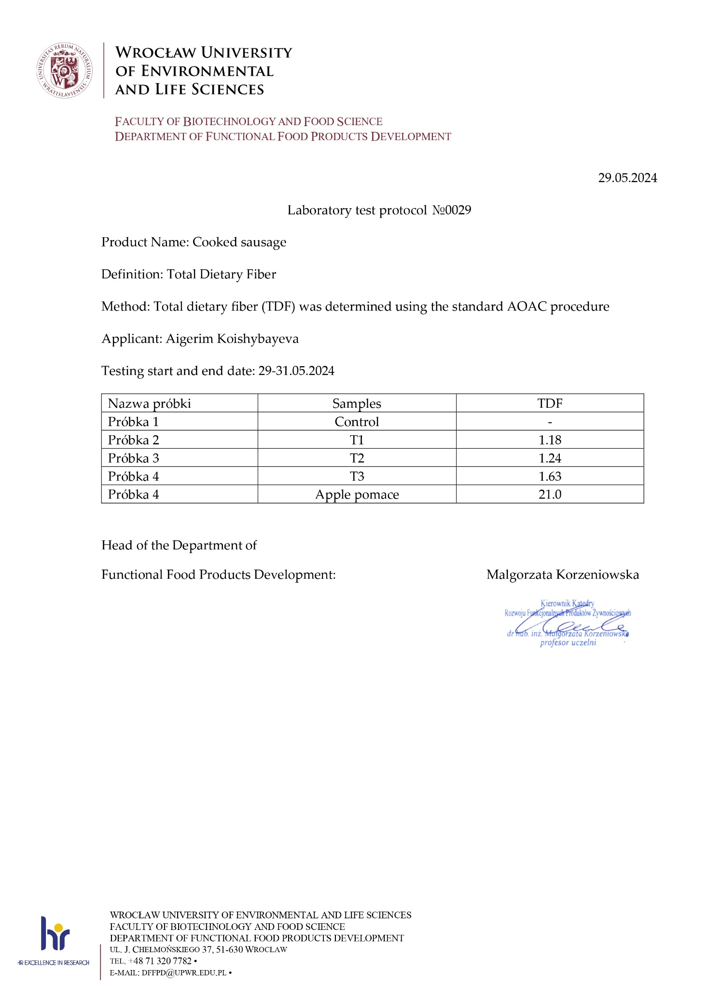 UNIVERSITAS RERUM NATURALIUM · WRATISLAVIENSIS ·
W
WROCŁAW UNIVERSITY
OF ENVIRONMENTAL
AND LIFE SCIENCES
FACULTY OF BIOTECHNOLOGY AND FOOD SCIENCE
DEPARTMENT OF FUNCTIONAL FOOD PRODUCTS DEVELOPMENT
29.05.2024
Laboratory test protocol №0029
Product Name: Cooked sausage
Definition: Total Dietary Fiber
Method: Total dietary fiber (TDF) was determined using the standard AOAC procedure
Applicant: Aigerim Koishybayeva
Testing start and end date: 29-31.05.2024
Nazwa próbki Samples TDF
Próbka 1 Control -
Próbka 2 T1 1.18
Próbka 3 T2 1.24
Próbka 4 T3 1.63
Próbka 4 Apple pomace 21.0
Head of the Department of
Functional Food Products Development: Malgorzata Korzeniowska
Kierownik Katedry
Rozwoju Funkcjonalnych Produktów Żywnościowych
dr hab. inż. Małgorzata Korzeniowska
profesor uczelni
hr
HR EXCELLENCE IN RESEARCH
WROCŁAW UNIVERSITY OF ENVIRONMENTAL AND LIFE SCIENCES
FACULTY OF BIOTECHNOLOGY AND FOOD SCIENCE
DEPARTMENT OF FUNCTIONAL FOOD PRODUCTS DEVELOPMENT
UL. J. CHEŁMOŃSKIEGO 37, 51-630 WROCŁAW
TEL. +48 71 320 7782 •
E-MAIL: DFFPD@UPWR.EDU.PL •